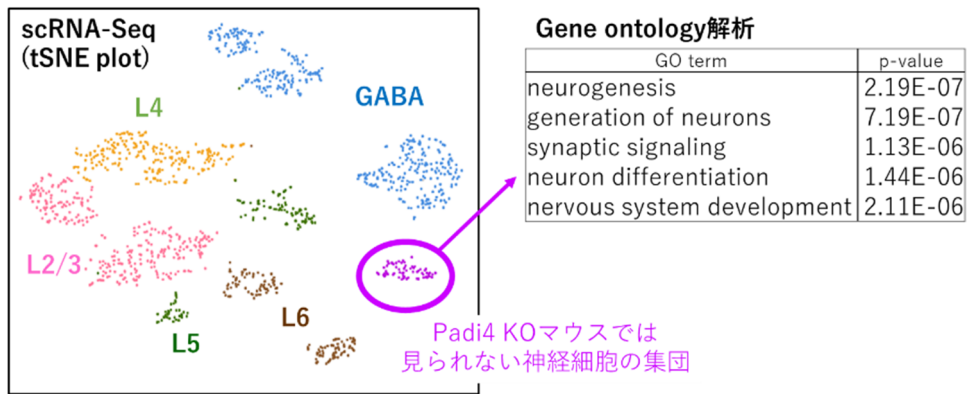 scRNA-Seq
(tSNE plot)
GABA
L4
L2/3
L5
L6
Padi4 KOマウスでは
見られない神経細胞の集団
Gene ontology解析
GO term p-value
neurogenesis 2.19E-07
generation of neurons 7.19E-07
synaptic signaling 1.13E-06
neuron differentiation 1.44E-06
nervous system development 2.11E-06